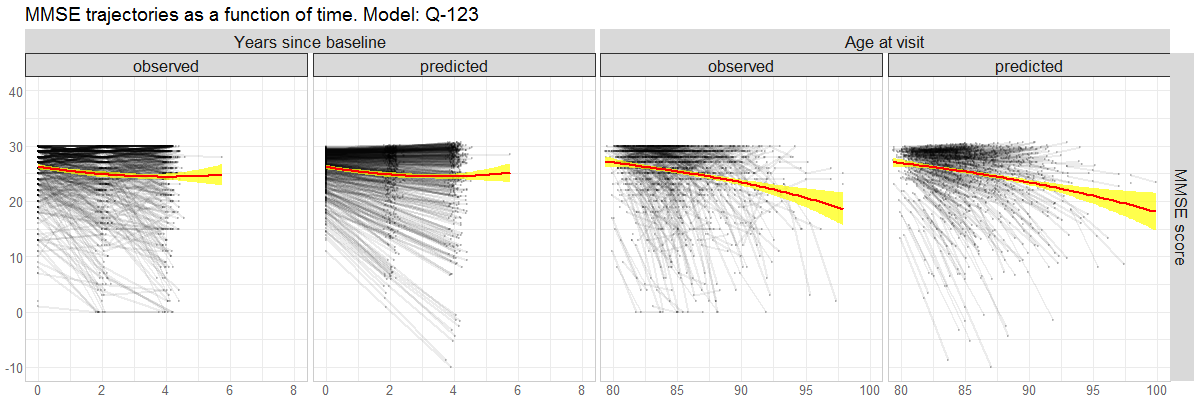 MMSE trajectories as a function of time. Model: Q-123
Years since baseline
Age at visit
observed
predicted
observed
predicted
40
30
20
10
0
-10
MMSE score
0 2 4 6 8
0 2 4 6 8
80 85 90 95 100
80 85 90 95 100